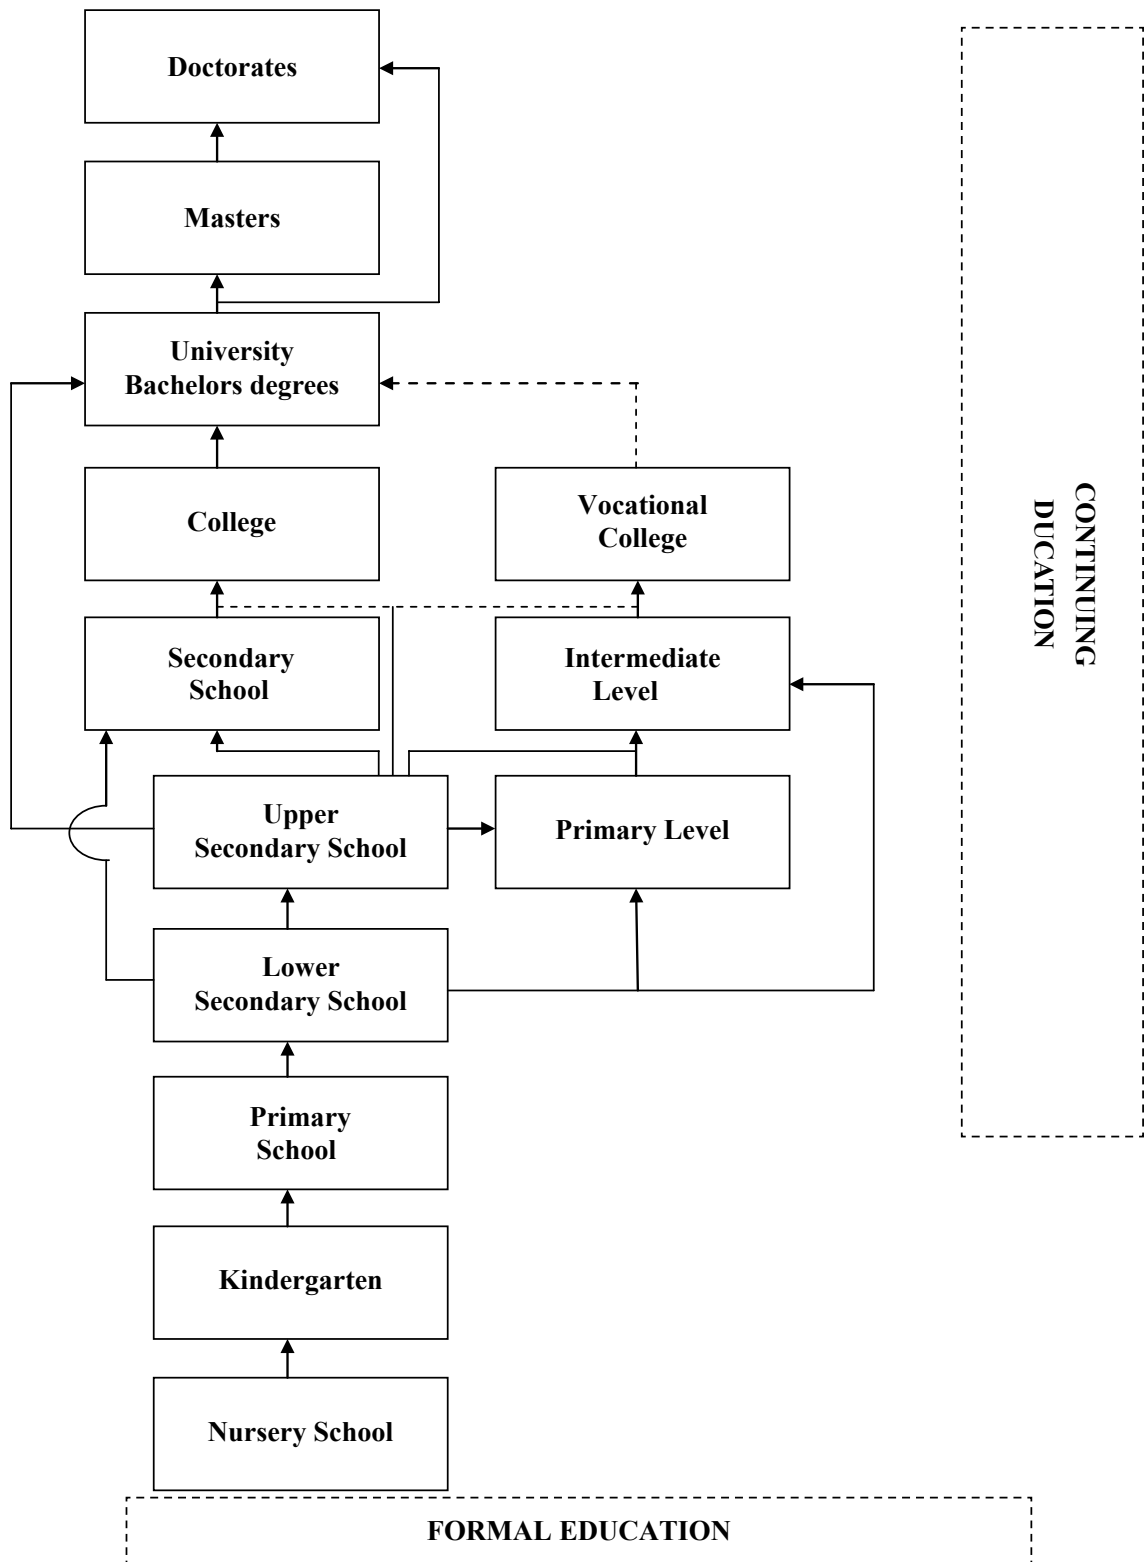 Doctorates
Masters
University
Bachelors degrees
College
Vocational
College
Secondary
School
Intermediate
Level
Upper
Secondary School
Primary Level
Lower
Secondary School
Primary
School
Kindergarten
Nursery School
FORMAL EDUCATION
CONTINUING
DUCATION